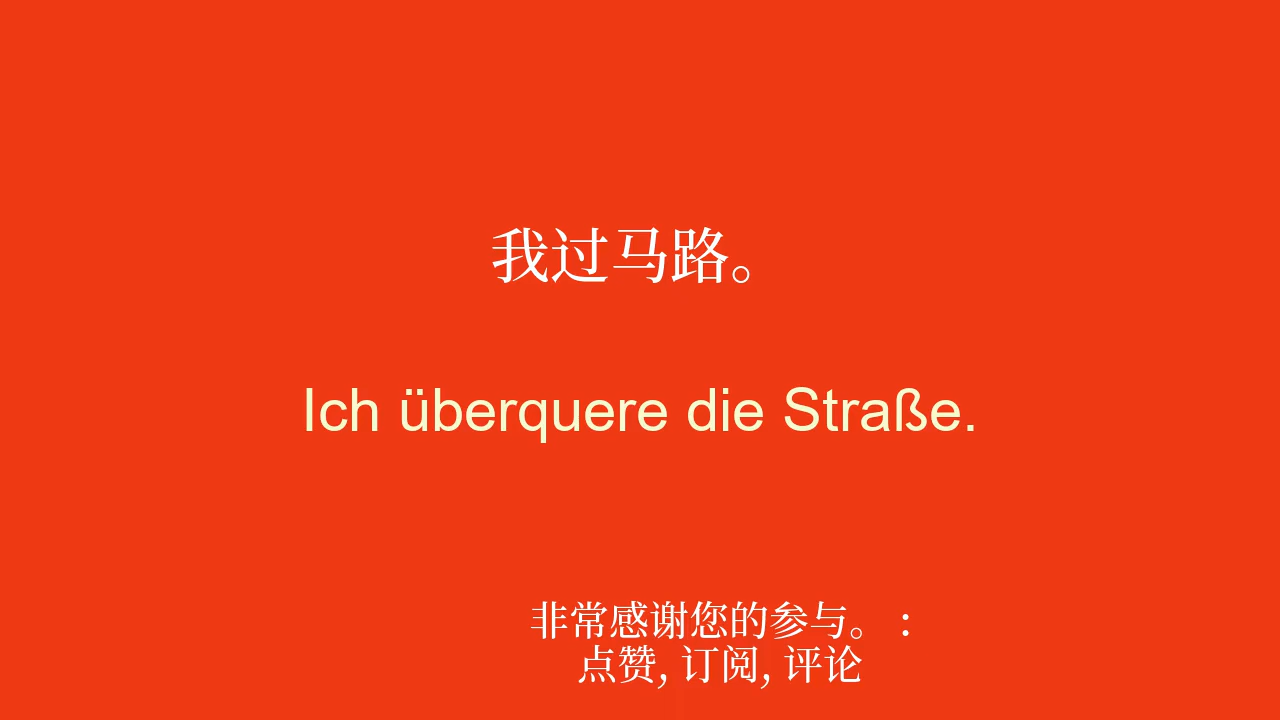 我过马路。
Ich überquere die Straße.
非常感谢您的参与。 :
点赞, 订阅, 评论